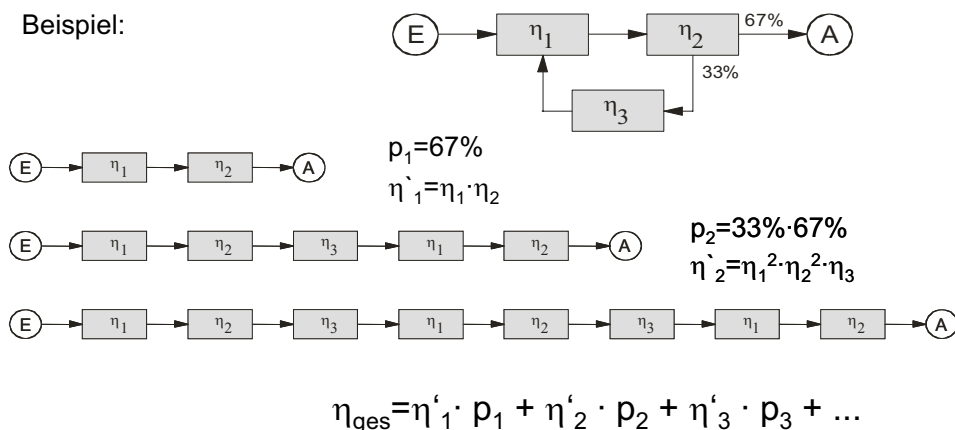 Beispiel:
E η₁ η₂ 67% A
33%
η₃
p₁=67%
E η₁ η₂ A
η`₁=η₁·η₂
p₂=33%·67%
E η₁ η₂ η₃ η₁ η₂ A
η`₂=η₁²·η₂²·η₃
E η₁ η₂ η₃ η₁ η₂ η₃ η₁ η₂ A
η_ges=η‘₁· p₁ + η‘₂ · p₂ + η‘₃ · p₃ + ...